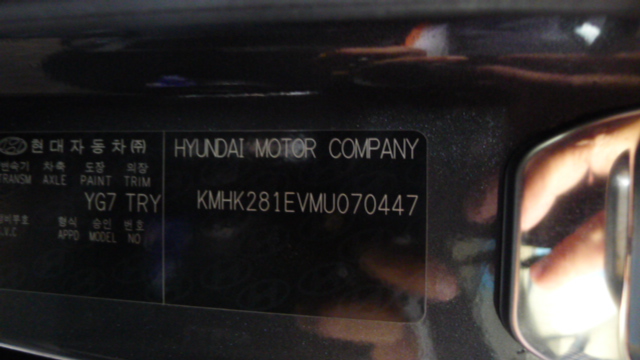 현대자동차㈜
변속기 차축 도장 외장
TRANSM AXLE PAINT TRIM
YG7 TRY
형식 승인 번호
APPD MODEL NO
HYUNDAI MOTOR COMPANY
KMHK281EVMU070447